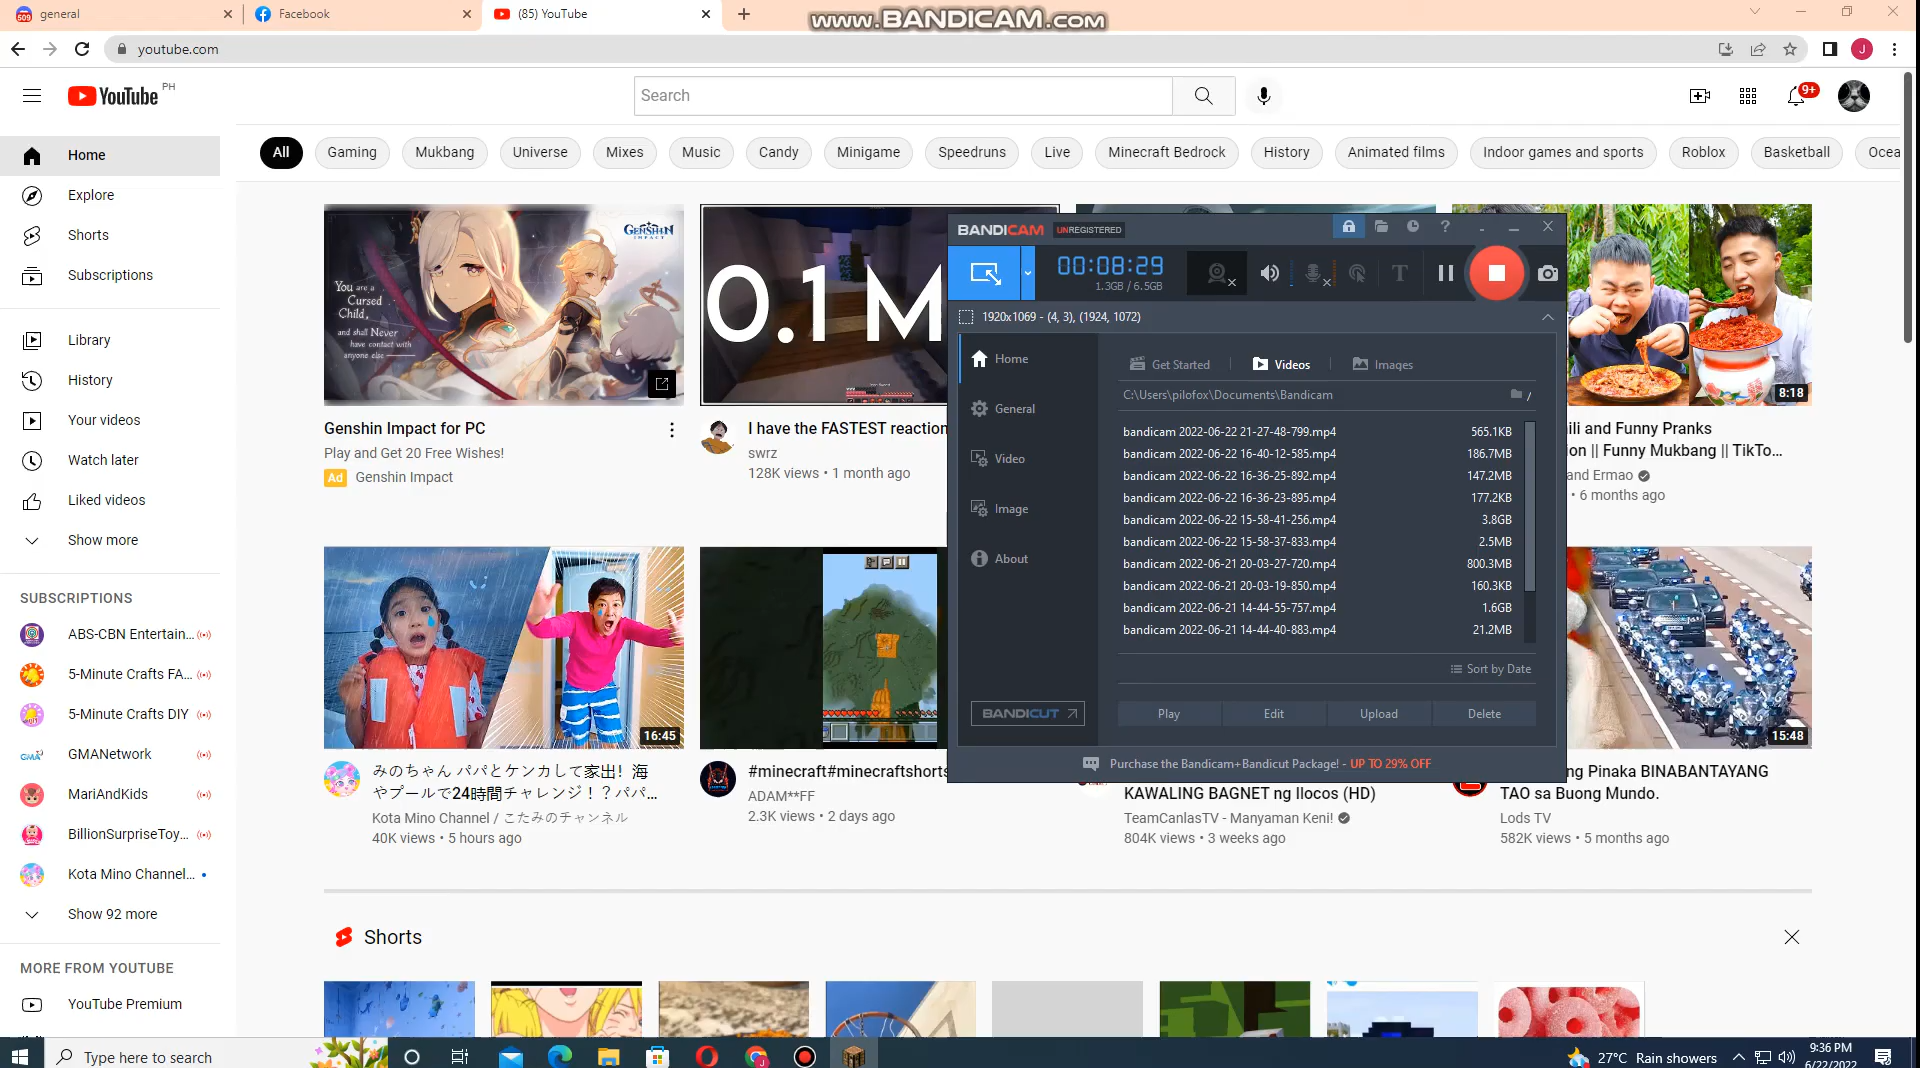 general
Facebook
(85) YouTube
www.BANDICAM.com
youtube.com
J
YouTube PH
Search
9+
Home
Explore
Shorts
Subscriptions
Library
History
Your videos
Watch later
Liked videos
Show more
SUBSCRIPTIONS
ABS-CBN Entertain...
5-Minute Crafts FA...
5-Minute Crafts DIY
GMANetwork
MariAndKids
BillionSurpriseToy...
Kota Mino Channel...
Show 92 more
MORE FROM YOUTUBE
YouTube Premium
All
Gaming
Mukbang
Universe
Mixes
Music
Candy
Minigame
Speedruns
Live
Minecraft Bedrock
History
Animated films
Indoor games and sports
Roblox
Basketball
Ocea
GENSHIN
IMPACT
You are a
Cursed
Child,
and shall Never
have contact with
anyone else
Genshin Impact for PC
Play and Get 20 Free Wishes!
Ad Genshin Impact
0.1 M
I have the FASTEST reaction
swrz
128K views • 1 month ago
8:18
ili and Funny Pranks
ion || Funny Mukbang || TikTo...
and Ermao
• 6 months ago
BANDICAM UNREGISTERED
00:08:29
1.3GB / 6.5GB
1920x1069 - (4, 3), (1924, 1072)
Home
General
Video
Image
About
BANDICUT
Get Started
Videos
Images
C:\Users\pilofox\Documents\Bandicam
bandicam 2022-06-22 21-27-48-799.mp4 565.1KB
bandicam 2022-06-22 16-40-12-585.mp4 186.7MB
bandicam 2022-06-22 16-36-25-892.mp4 147.2MB
bandicam 2022-06-22 16-36-23-895.mp4 177.2KB
bandicam 2022-06-22 15-58-41-256.mp4 3.8GB
bandicam 2022-06-22 15-58-37-833.mp4 2.5MB
bandicam 2022-06-21 20-03-27-720.mp4 800.3MB
bandicam 2022-06-21 20-03-19-850.mp4 160.3KB
bandicam 2022-06-21 14-44-55-757.mp4 1.6GB
bandicam 2022-06-21 14-44-40-883.mp4 21.2MB
Sort by Date
Play
Edit
Upload
Delete
Purchase the Bandicam+Bandicut Package! - UP TO 29% OFF
16:45
みのちゃん パパとケンカして家出！海
やプールで24時間チャレンジ！？パパ...
Kota Mino Channel / こたみのチャンネル
40K views • 5 hours ago
#minecraft#minecraftshorts
ADAM**FF
2.3K views • 2 days ago
KAWALING BAGNET ng Ilocos (HD)
TeamCanlasTV - Manyaman Keni!
804K views • 3 weeks ago
15:48
ng Pinaka BINABANTAYANG
TAO sa Buong Mundo.
Lods TV
582K views • 5 months ago
Shorts
Type here to search
27°C Rain showers
9:36 PM
6/22/2022